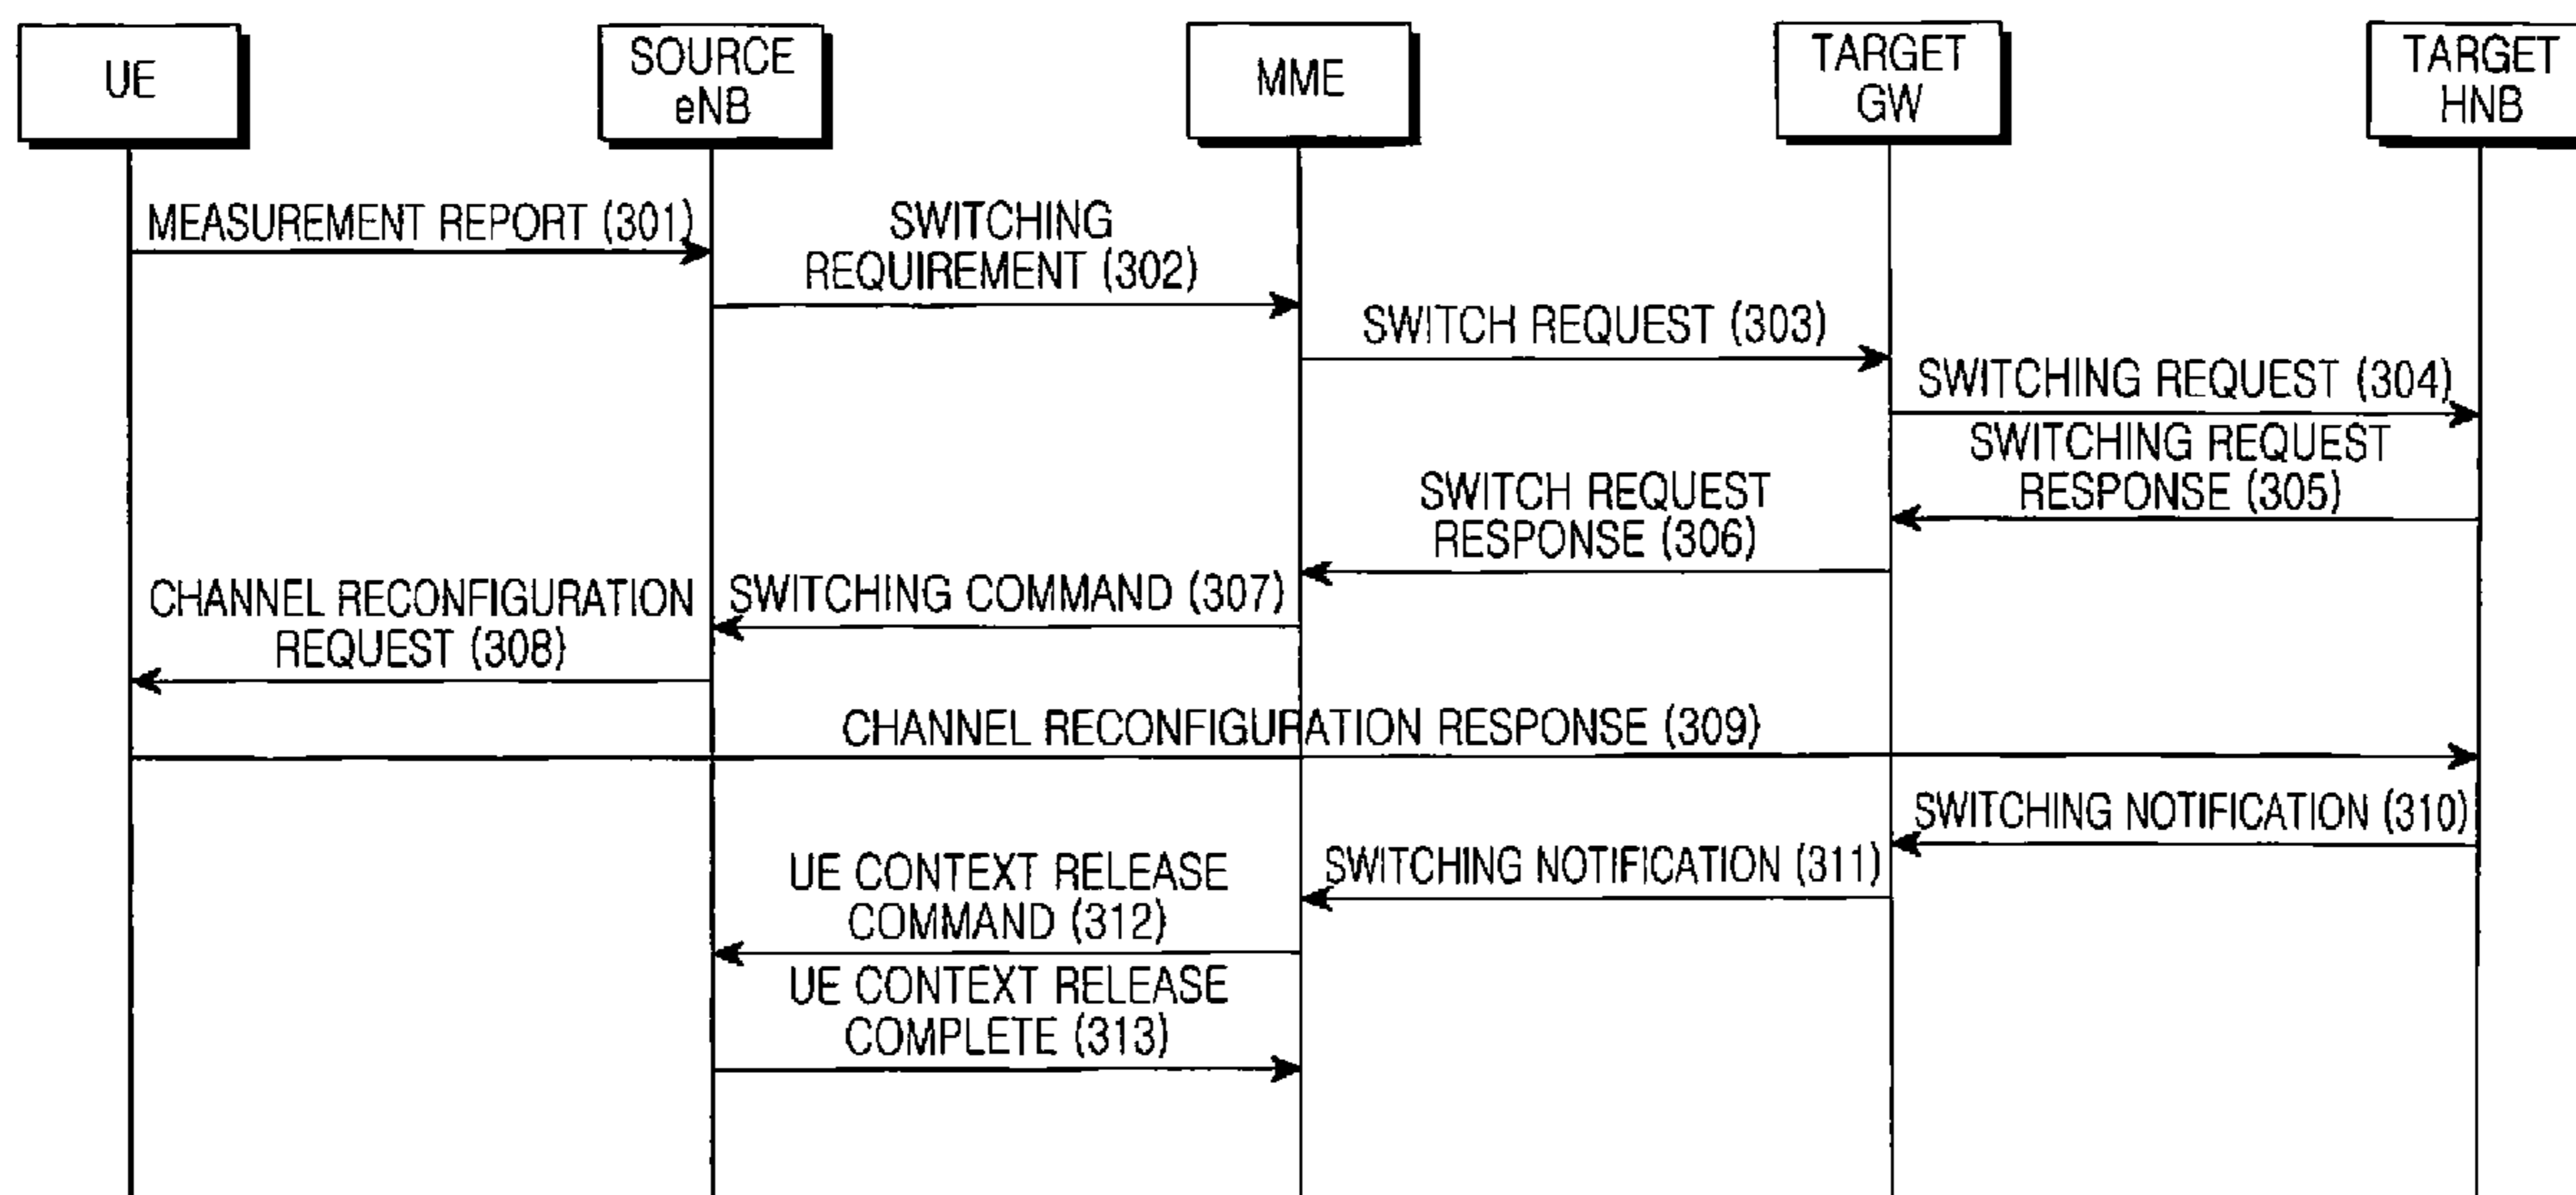 UE
SOURCE
eNB
MME
TARGET
GW
TARGET
HNB
MEASUREMENT REPORT (301)
SWITCHING
REQUIREMENT (302)
SWITCH REQUEST (303)
SWITCHING REQUEST (304)
SWITCHING REQUEST
RESPONSE (305)
SWITCH REQUEST
RESPONSE (306)
SWITCHING COMMAND (307)
CHANNEL RECONFIGURATION
REQUEST (308)
CHANNEL RECONFIGURATION RESPONSE (309)
SWITCHING NOTIFICATION (310)
SWITCHING NOTIFICATION (311)
UE CONTEXT RELEASE
COMMAND (312)
UE CONTEXT RELEASE
COMPLETE (313)